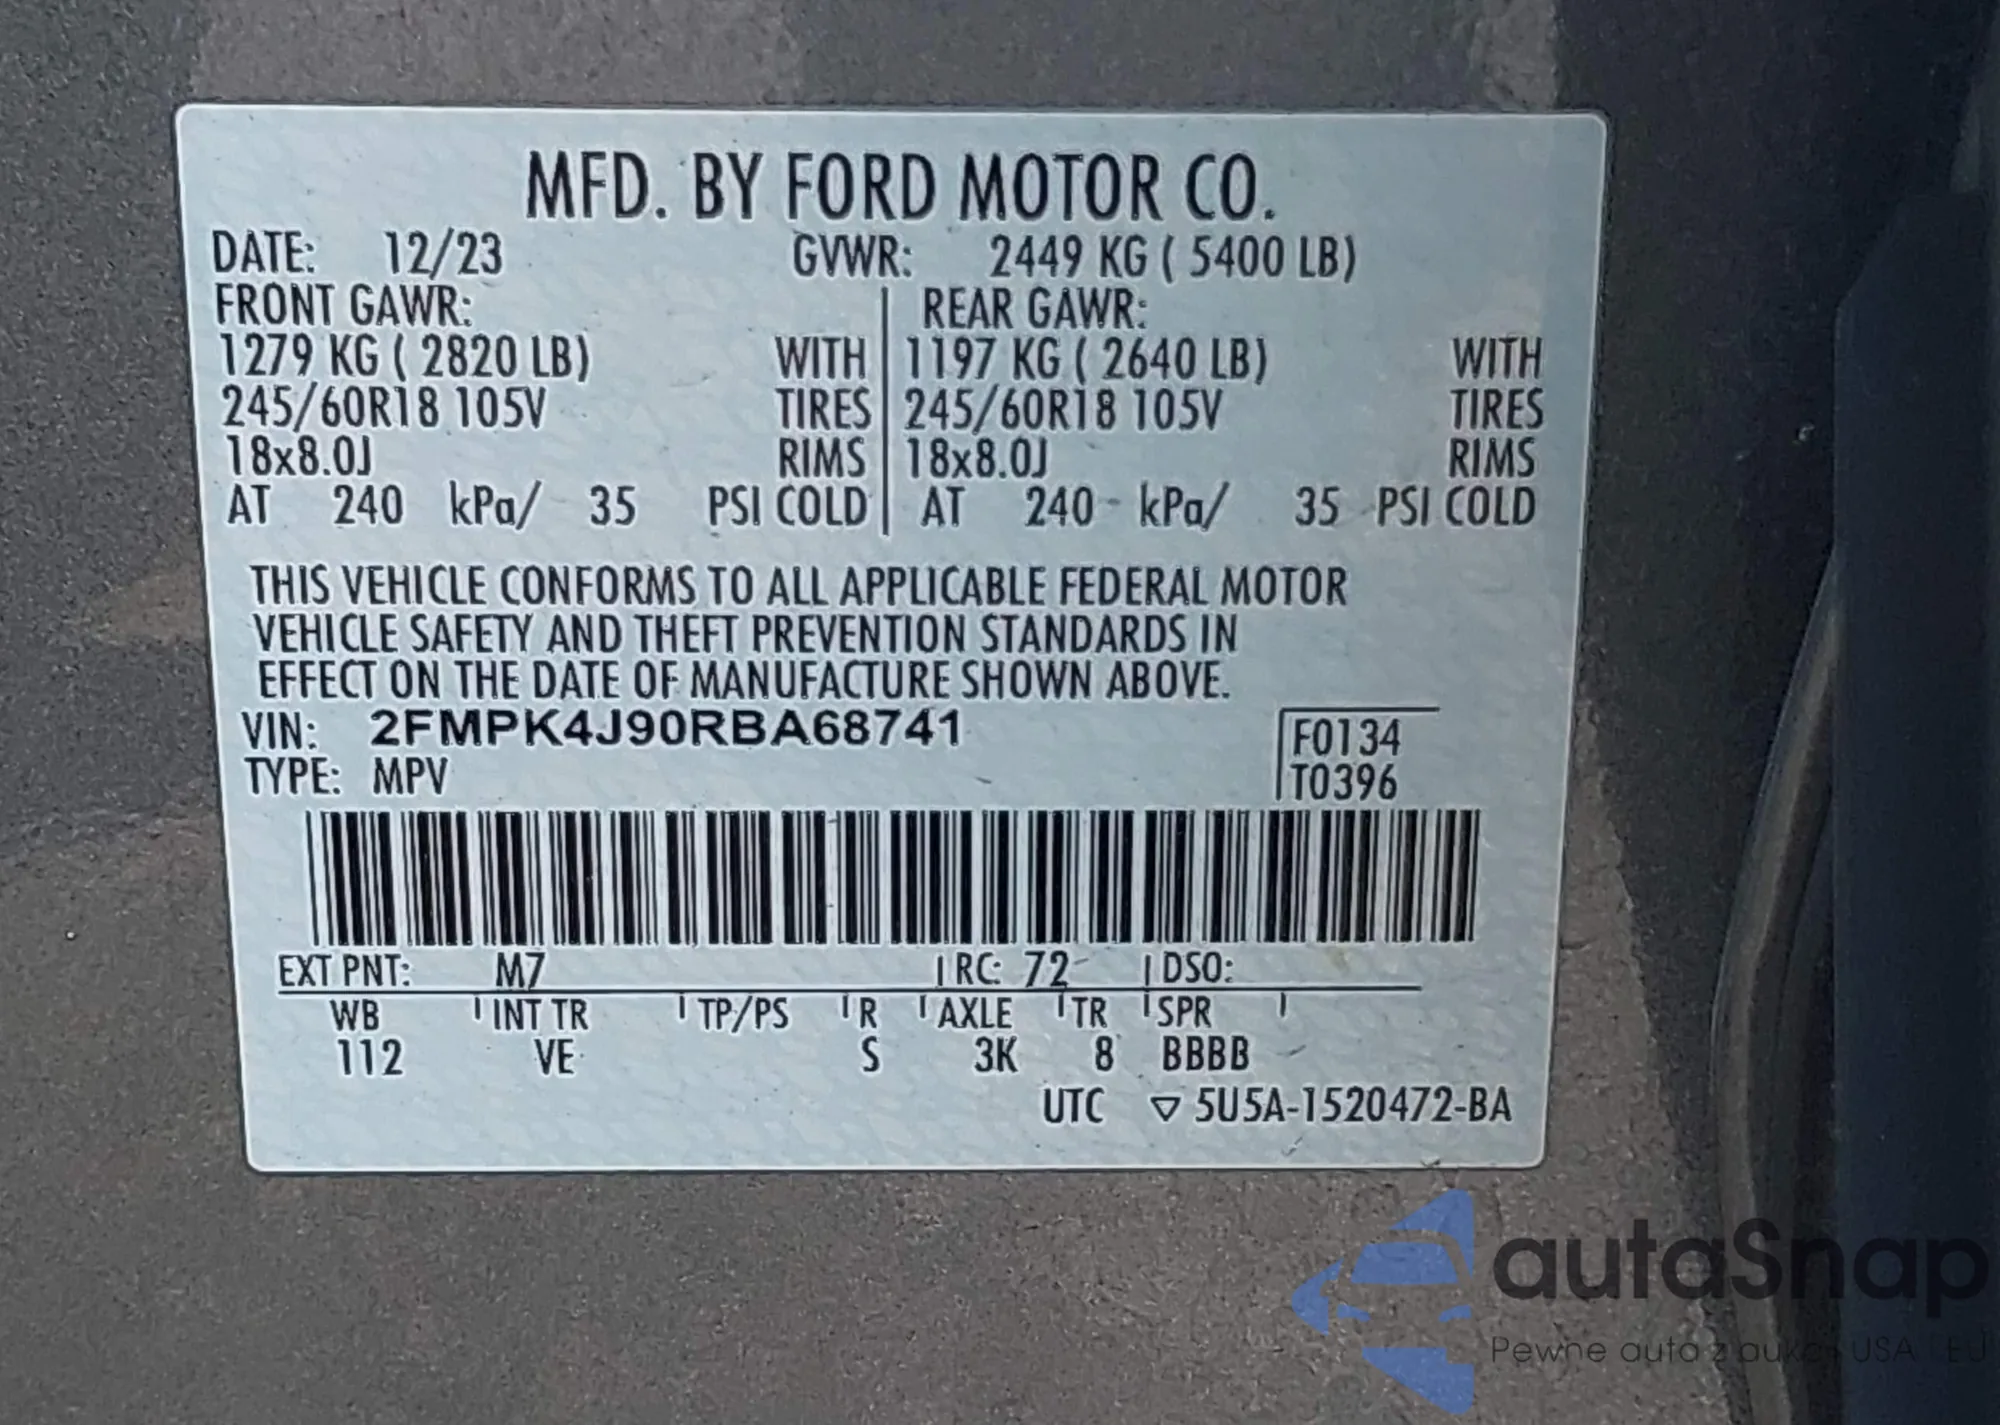 MFD. BY FORD MOTOR CO.
DATE: 12/23 GVWR: 2449 KG ( 5400 LB)
FRONT GAWR: REAR GAWR:
1279 KG ( 2820 LB) WITH 1197 KG ( 2640 LB) WITH
245/60R18 105V TIRES 245/60R18 105V TIRES
18x8.0J RIMS 18x8.0J RIMS
AT 240 kPa/ 35 PSI COLD AT 240 kPa/ 35 PSI COLD
THIS VEHICLE CONFORMS TO ALL APPLICABLE FEDERAL MOTOR
VEHICLE SAFETY AND THEFT PREVENTION STANDARDS IN
EFFECT ON THE DATE OF MANUFACTURE SHOWN ABOVE.
VIN: 2FMPK4J90RBA68741 F0134
TYPE: MPV T0396
EXT PNT: M7 RC: 72 DSO:
WB INT TR TP/PS R AXLE TR SPR
112 VE S 3K 8 BBBB
UTC ▽ 5U5A-1520472-BA
autaSnap
Pewne auta z aukcji USA i EU